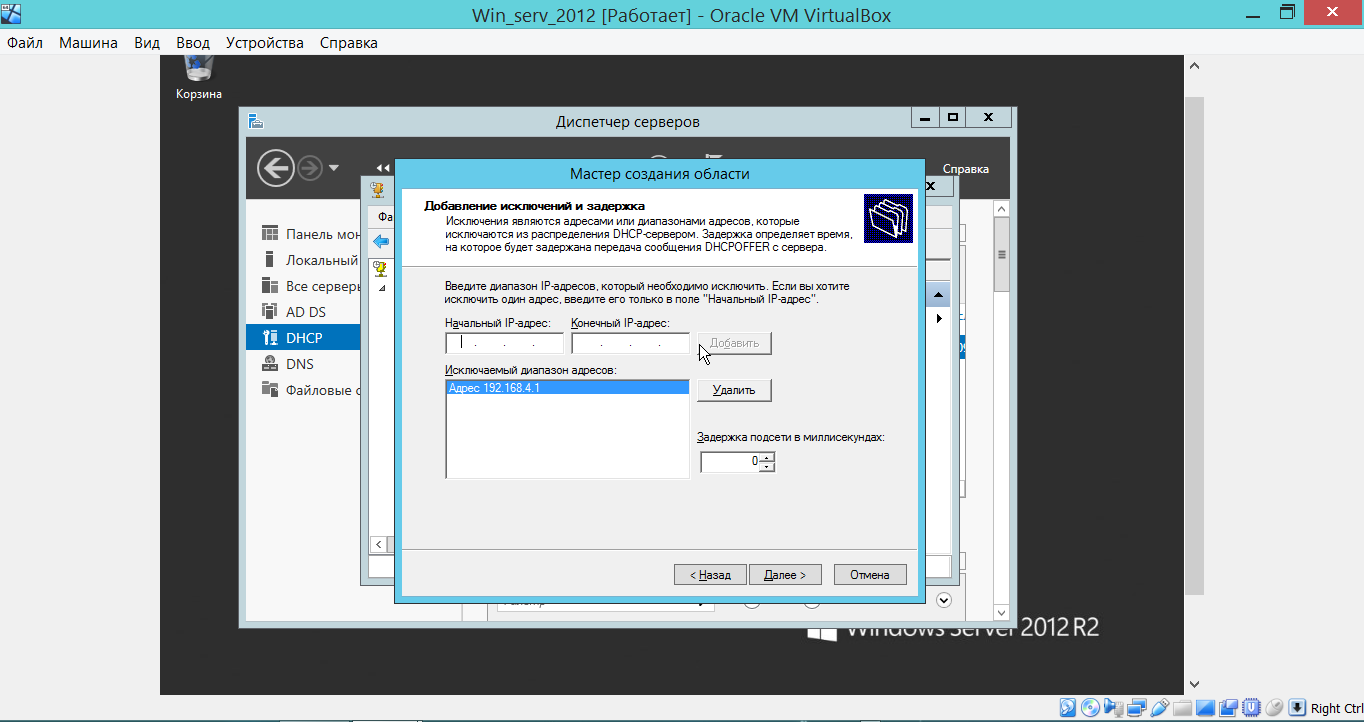 Win_serv_2012 [Работает] - Oracle VM VirtualBox
Файл Машина Вид Ввод Устройства Справка
Корзина
Диспетчер серверов
Справка
Мастер создания области
Фа
Добавление исключений и задержка
Исключения являются адресами или диапазонами адресов, которые
исключаются из распределения DHCP-сервером. Задержка определяет время,
на которое будет задержана передача сообщения DHCPOFFER с сервера.
Панель мон
Локальный
Все серверы
AD DS
DHCP
DNS
Файловые с
Введите диапазон IP-адресов, который необходимо исключить. Если вы хотите
исключить один адрес, введите его только в поле "Начальный IP-адрес".
Начальный IP-адрес: Конечный IP-адрес:
Добавить
Исключаемый диапазон адресов:
Адрес 192.168.4.1
Удалить
Задержка подсети в миллисекундах:
0
< Назад Далее > Отмена
Windows Server 2012 R2
Right Ctrl